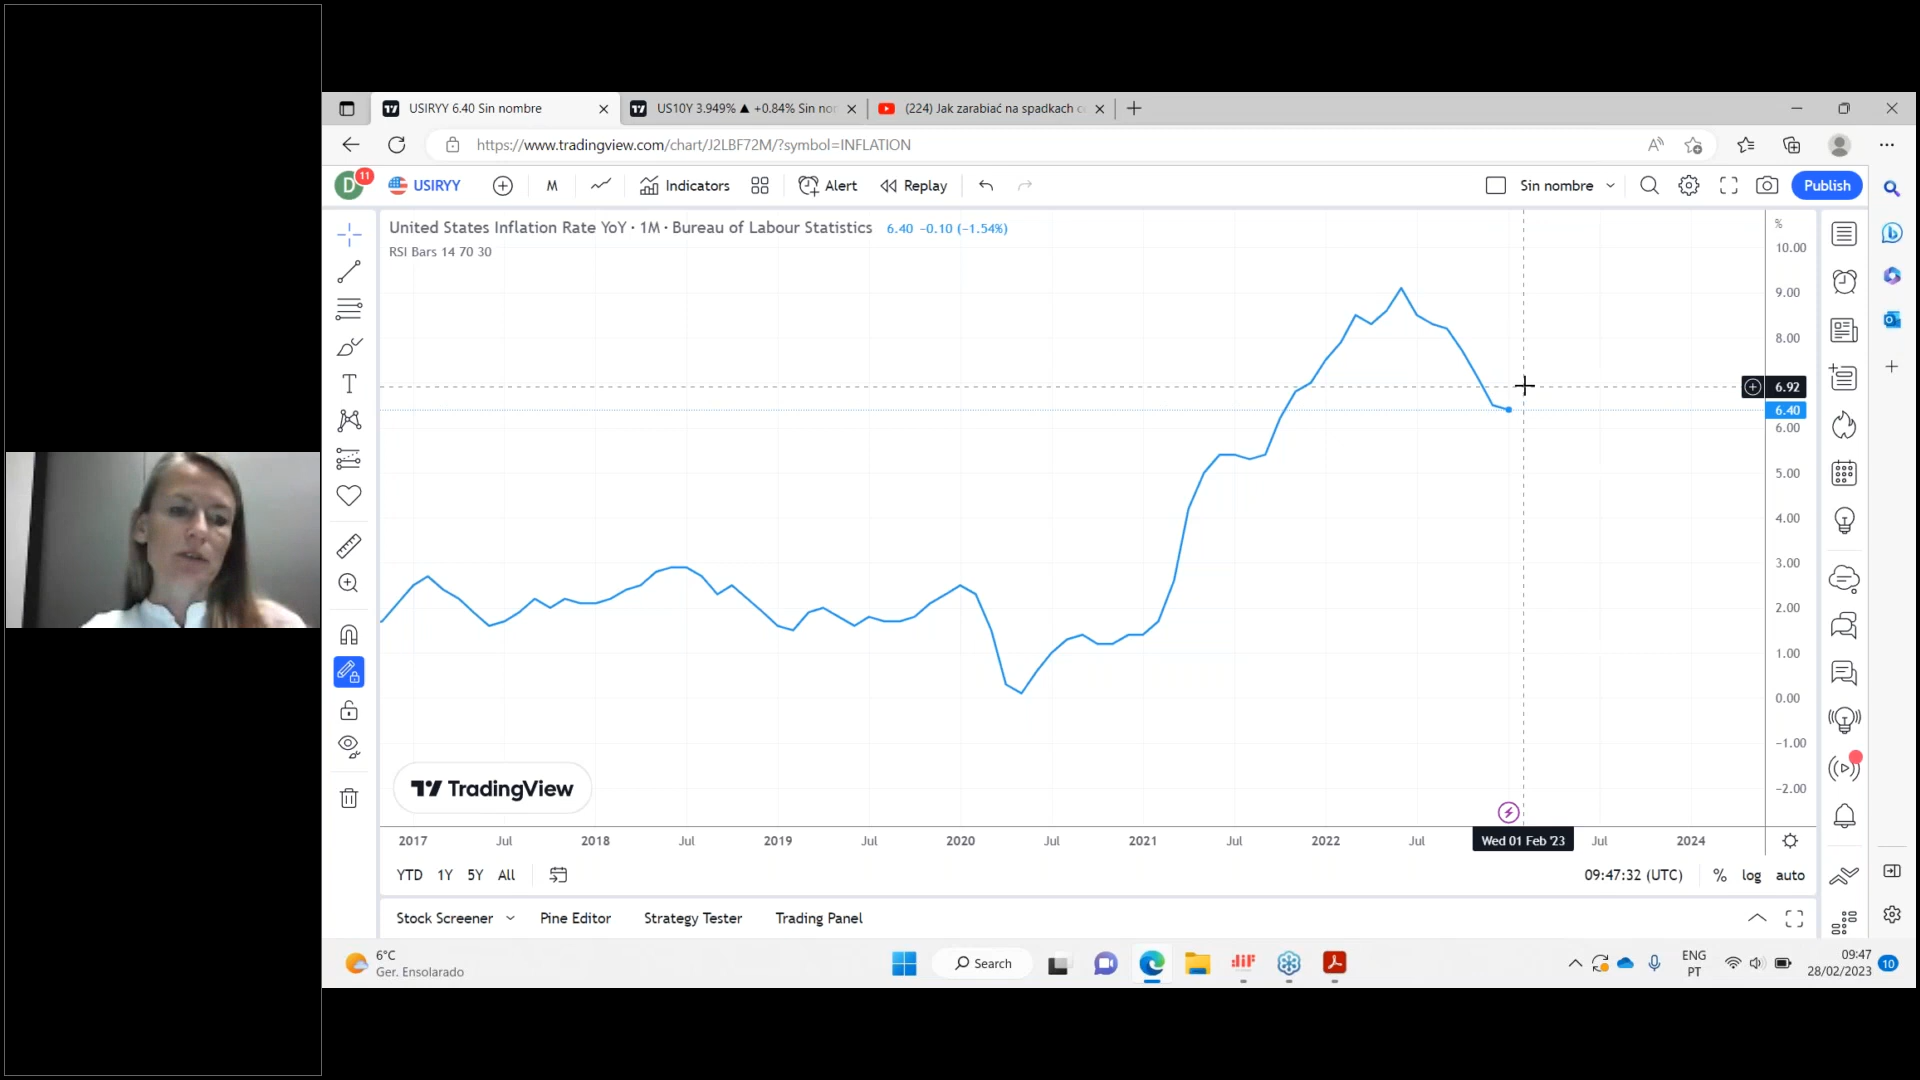 USIRYY 6.40 Sin nombre
US10Y 3.949% ▲ +0.84% Sin no
(224) Jak zarabiać na spadkach c
https://www.tradingview.com/chart/J2LBF72M/?symbol=INFLATION
D 11 USIRYY M Indicators Alert Replay Sin nombre Publish
United States Inflation Rate YoY · 1M · Bureau of Labour Statistics 6.40 −0.10 (−1.54%)
RSI Bars 14 70 30
%
10.00
9.00
8.00
6.92
6.40
6.00
5.00
4.00
3.00
2.00
1.00
0.00
−1.00
−2.00
TradingView
2017 Jul 2018 Jul 2019 Jul 2020 Jul 2021 Jul 2022 Jul Wed 01 Feb '23 Jul 2024
YTD 1Y 5Y All 09:47:32 (UTC) % log auto
Stock Screener Pine Editor Strategy Tester Trading Panel
6°C
Ger. Ensolarado
Search
ENG
PT
09:47
28/02/2023
10